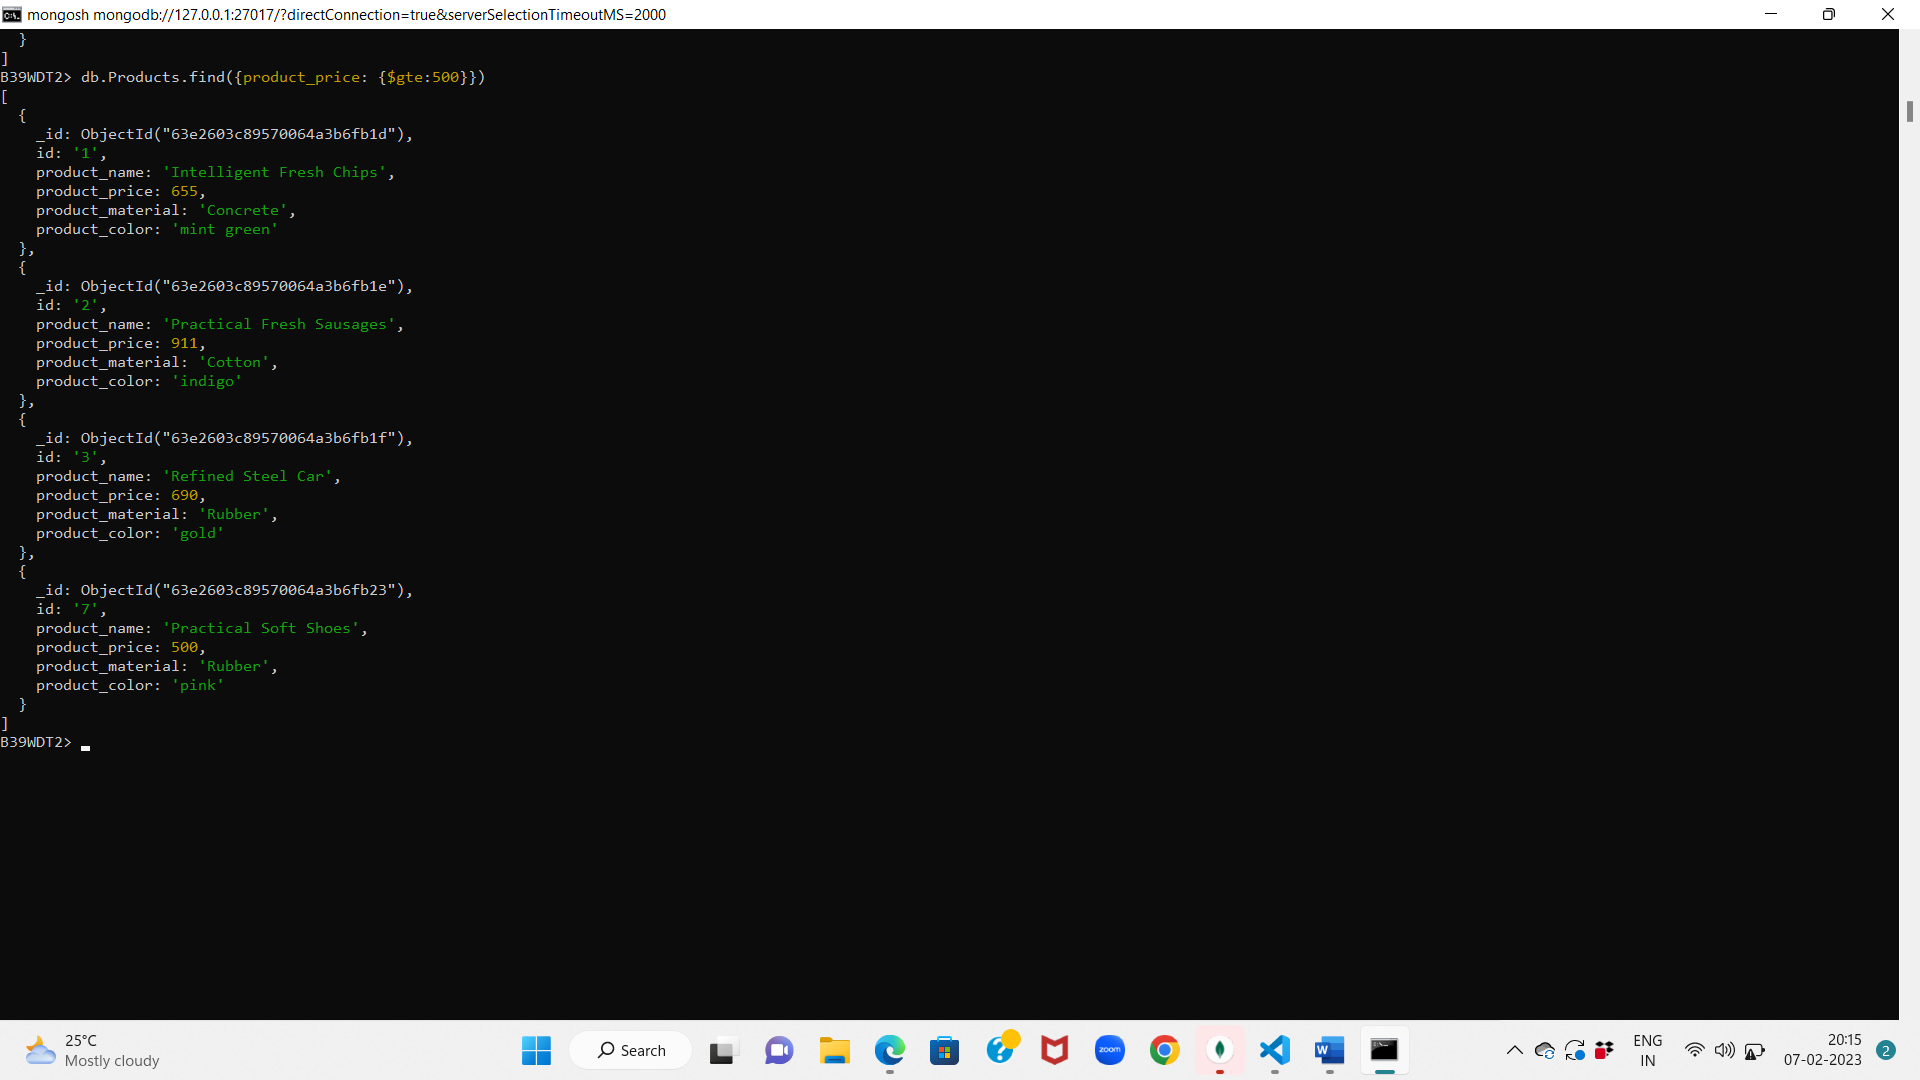 mongosh mongodb://127.0.0.1:27017/?directConnection=true&serverSelectionTimeoutMS=2000
  }
]
B39WDT2> db.Products.find({product_price: {$gte:500}})
[
  {
    _id: ObjectId("63e2603c89570064a3b6fb1d"),
    id: '1',
    product_name: 'Intelligent Fresh Chips',
    product_price: 655,
    product_material: 'Concrete',
    product_color: 'mint green'
  },
  {
    _id: ObjectId("63e2603c89570064a3b6fb1e"),
    id: '2',
    product_name: 'Practical Fresh Sausages',
    product_price: 911,
    product_material: 'Cotton',
    product_color: 'indigo'
  },
  {
    _id: ObjectId("63e2603c89570064a3b6fb1f"),
    id: '3',
    product_name: 'Refined Steel Car',
    product_price: 690,
    product_material: 'Rubber',
    product_color: 'gold'
  },
  {
    _id: ObjectId("63e2603c89570064a3b6fb23"),
    id: '7',
    product_name: 'Practical Soft Shoes',
    product_price: 500,
    product_material: 'Rubber',
    product_color: 'pink'
  }
]
B39WDT2>
25°C
Mostly cloudy
Search
zoom
ENG
IN
20:15
07-02-2023
2